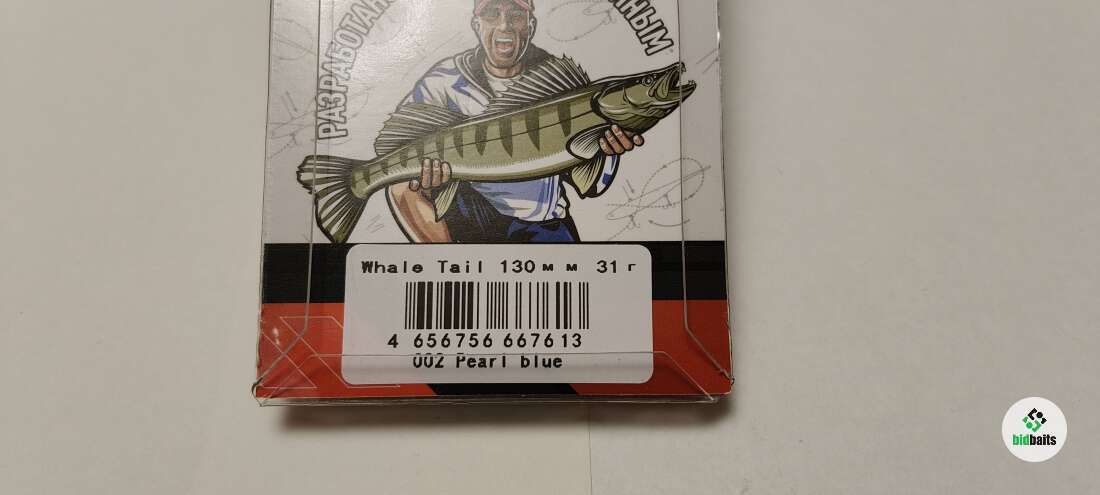 Whale Tail 130мм 31г
4 656756 667613
002 Pearl blue
bidbaits